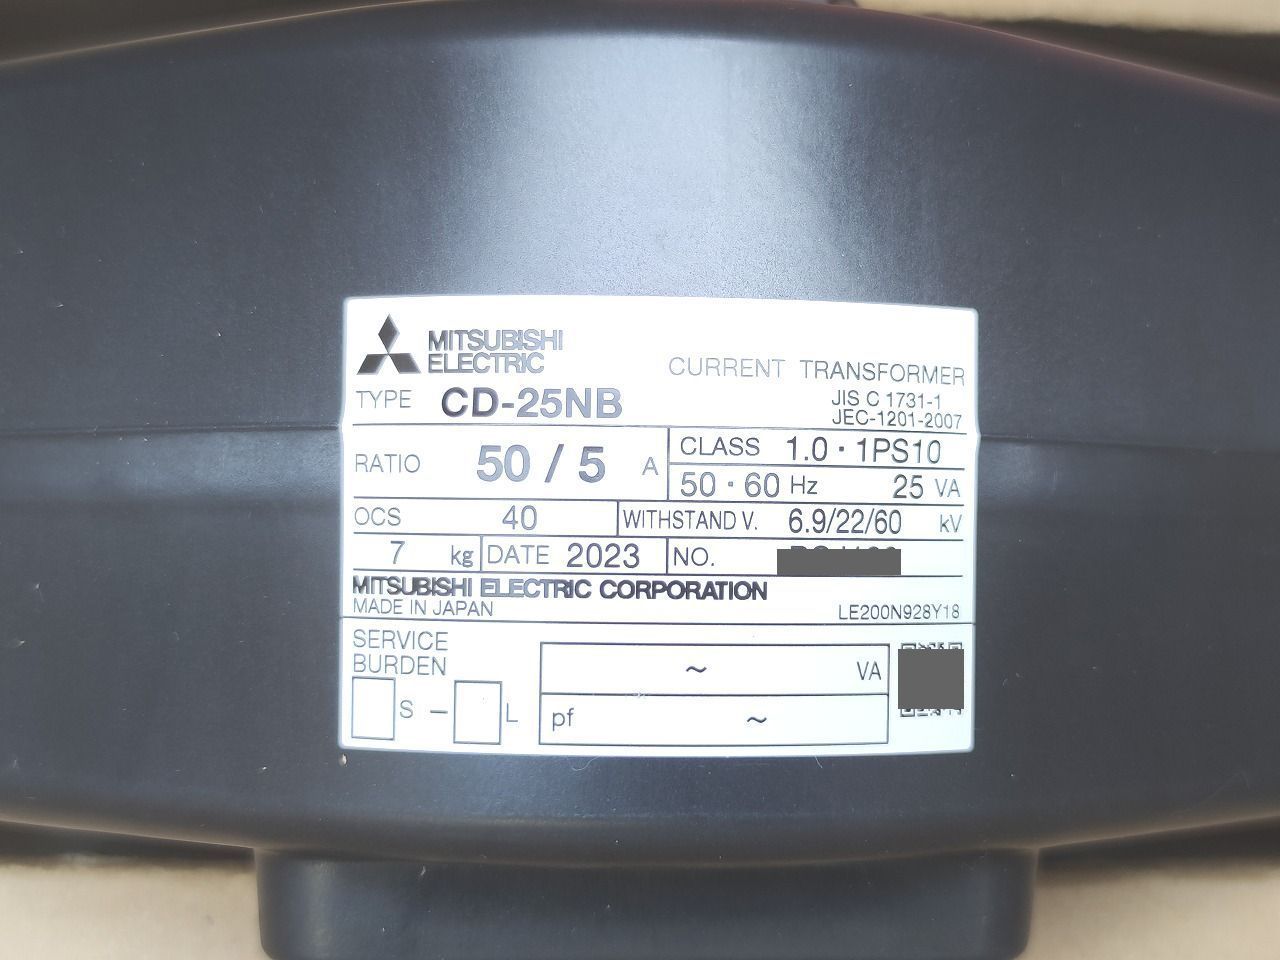 MITSUBISHI
ELECTRIC
CURRENT TRANSFORMER
TYPE CD-25NB
JIS C 1731-1
JEC-1201-2007
RATIO 50 / 5 A
CLASS 1.0 · 1PS10
50 · 60 Hz 25 VA
OCS 40 WITHSTAND V. 6.9/22/60 kV
7 kg DATE 2023 NO.
MITSUBISHI ELECTRIC CORPORATION
MADE IN JAPAN LE200N928Y18
SERVICE
BURDEN
~ VA
S - L
pf ~